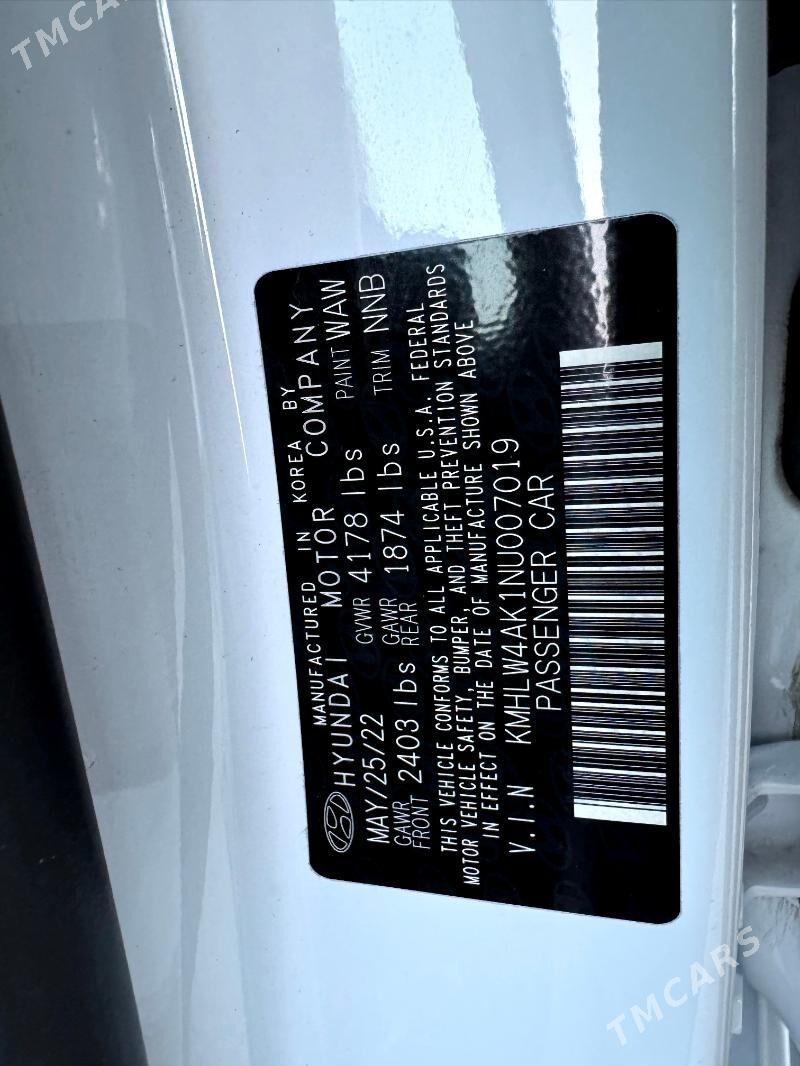 TMCARS
MANUFACTURED IN KOREA BY
HYUNDAI MOTOR COMPANY
MAY/25/22 GVWR 4178 lbs PAINT WAW
GAWR FRONT 2403 lbs GAWR REAR 1874 lbs TRIM NNB
THIS VEHICLE CONFORMS TO ALL APPLICABLE U.S.A. FEDERAL
MOTOR VEHICLE SAFETY, BUMPER, AND THEFT PREVENTION STANDARDS
IN EFFECT ON THE DATE OF MANUFACTURE SHOWN ABOVE
V.I.N KMHLW4AK1NU007019
PASSENGER CAR
TMCARS